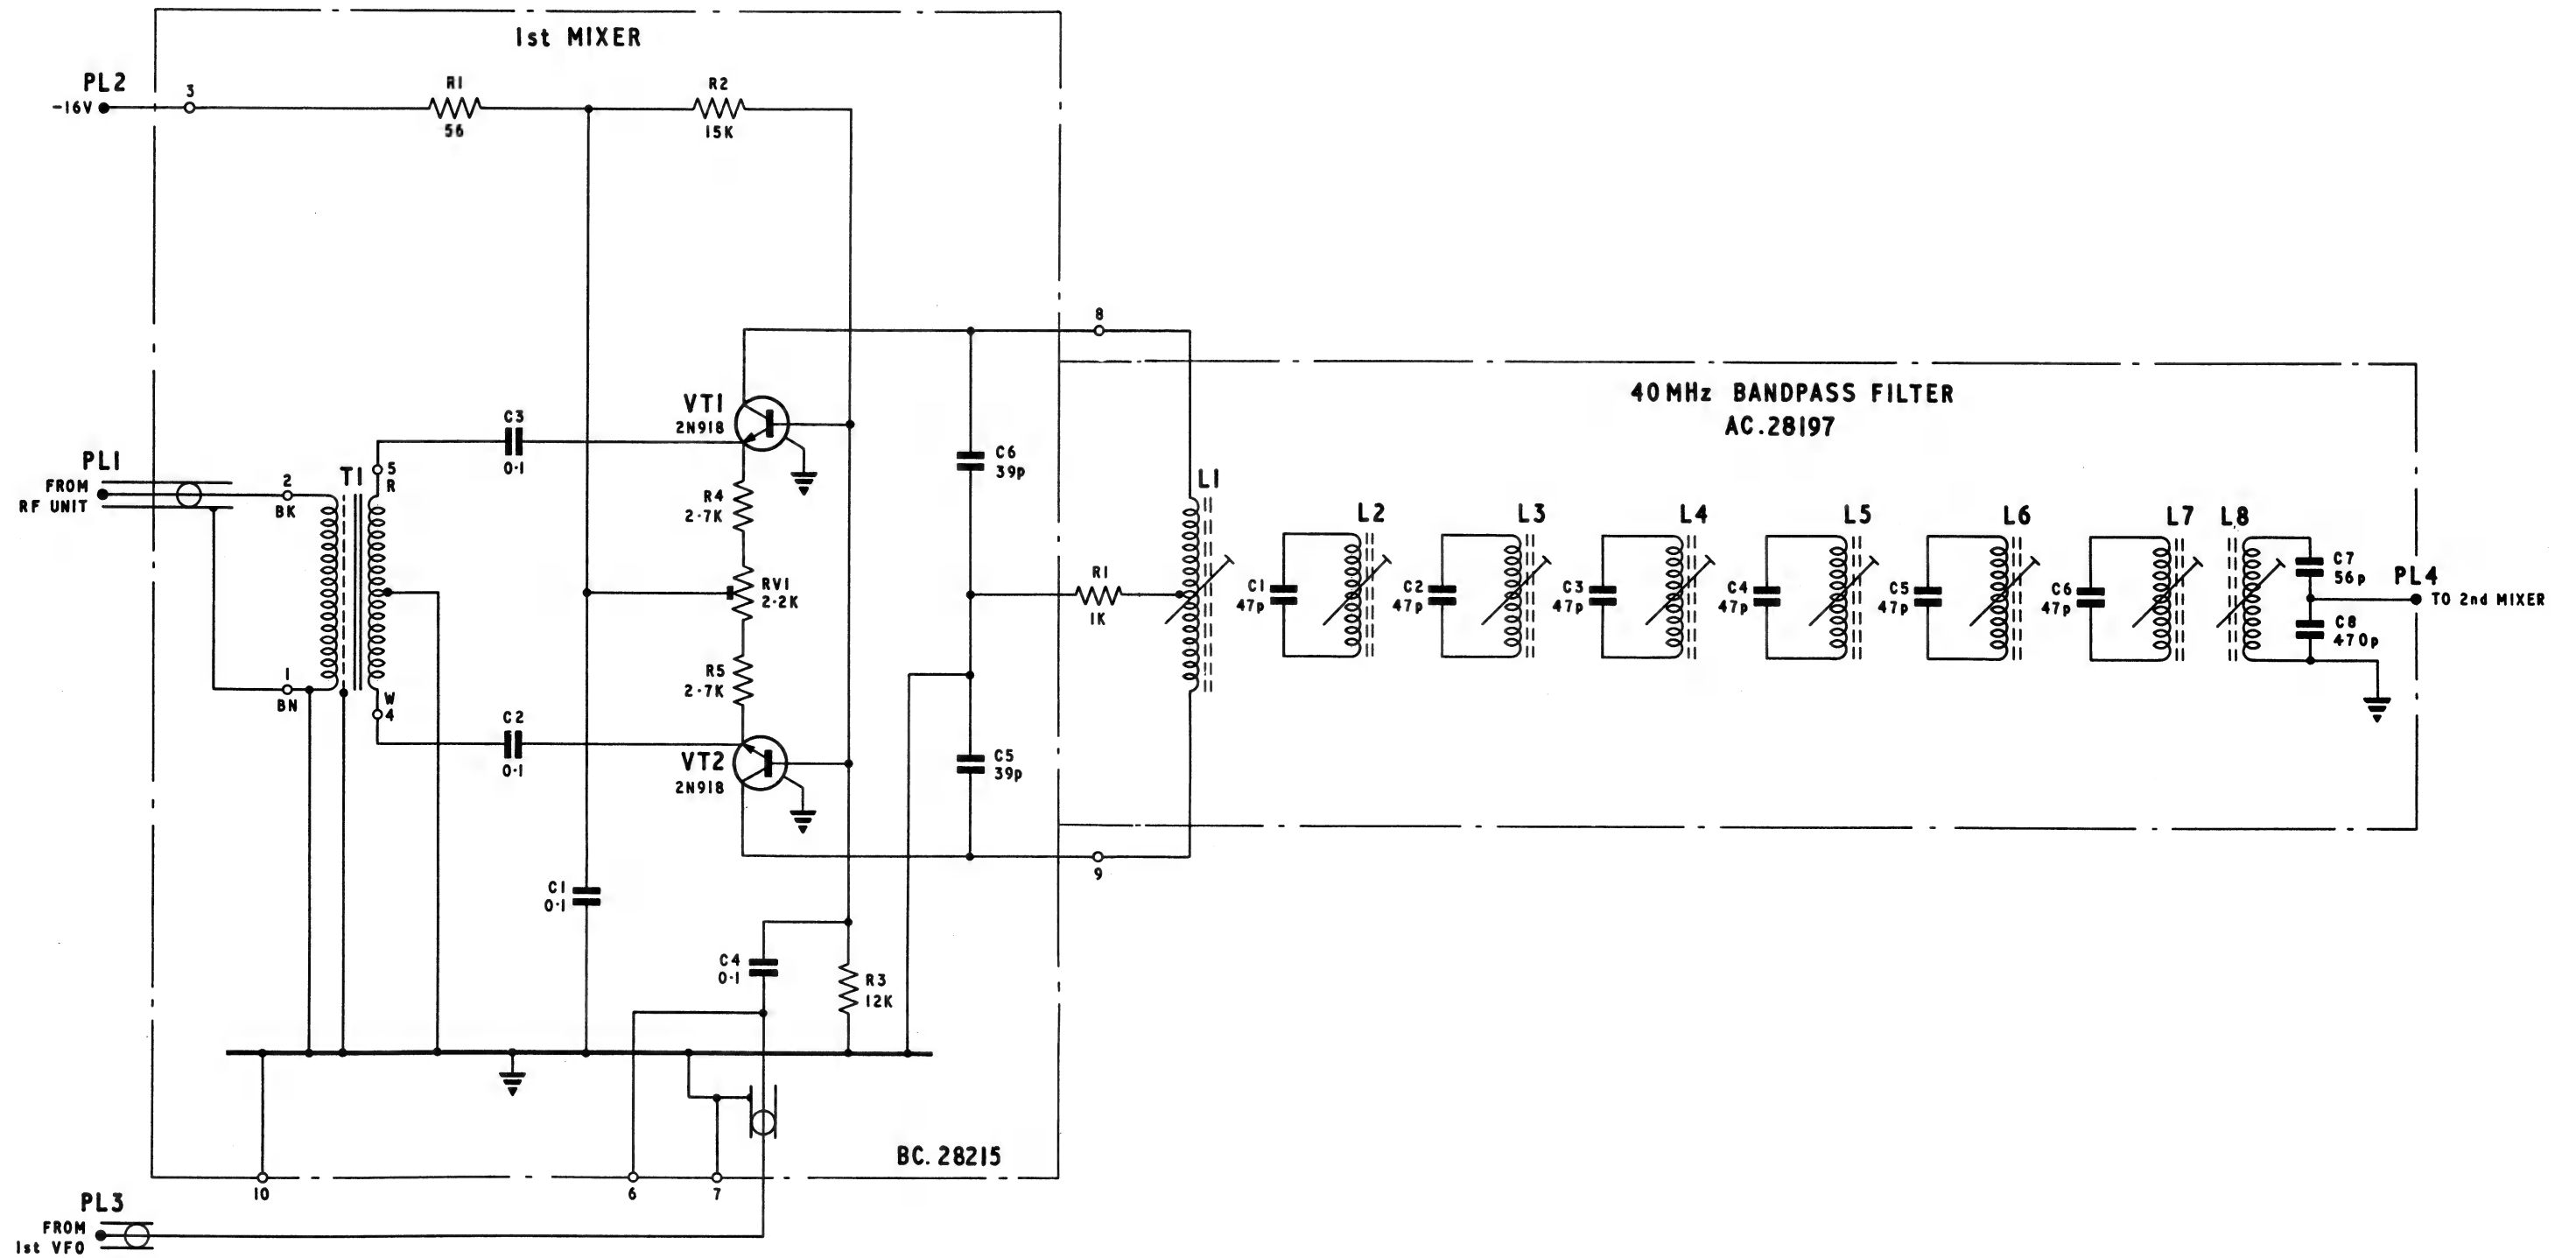 1st MIXER
PL2
-16V
3
R1
56
R2
15K
8
40MHz BANDPASS FILTER
AC.28197
VT1
2N918
C3
0·1
PL1
FROM
RF UNIT
2
BK
T1
5
R
R4
2·7K
RV1
2·2K
R5
2·7K
1
BN
W
4
C2
0·1
VT2
2N918
C6
39p
C5
39p
R1
1K
L1
C1
47p
L2
C2
47p
L3
C3
47p
L4
C4
47p
L5
C5
47p
L6
C6
47p
L7
L8
C7
56p
C8
470p
PL4
TO 2nd MIXER
9
C1
0·1
C4
0·1
R3
12K
BC. 28215
10
6
7
PL3
FROM
1st VFO